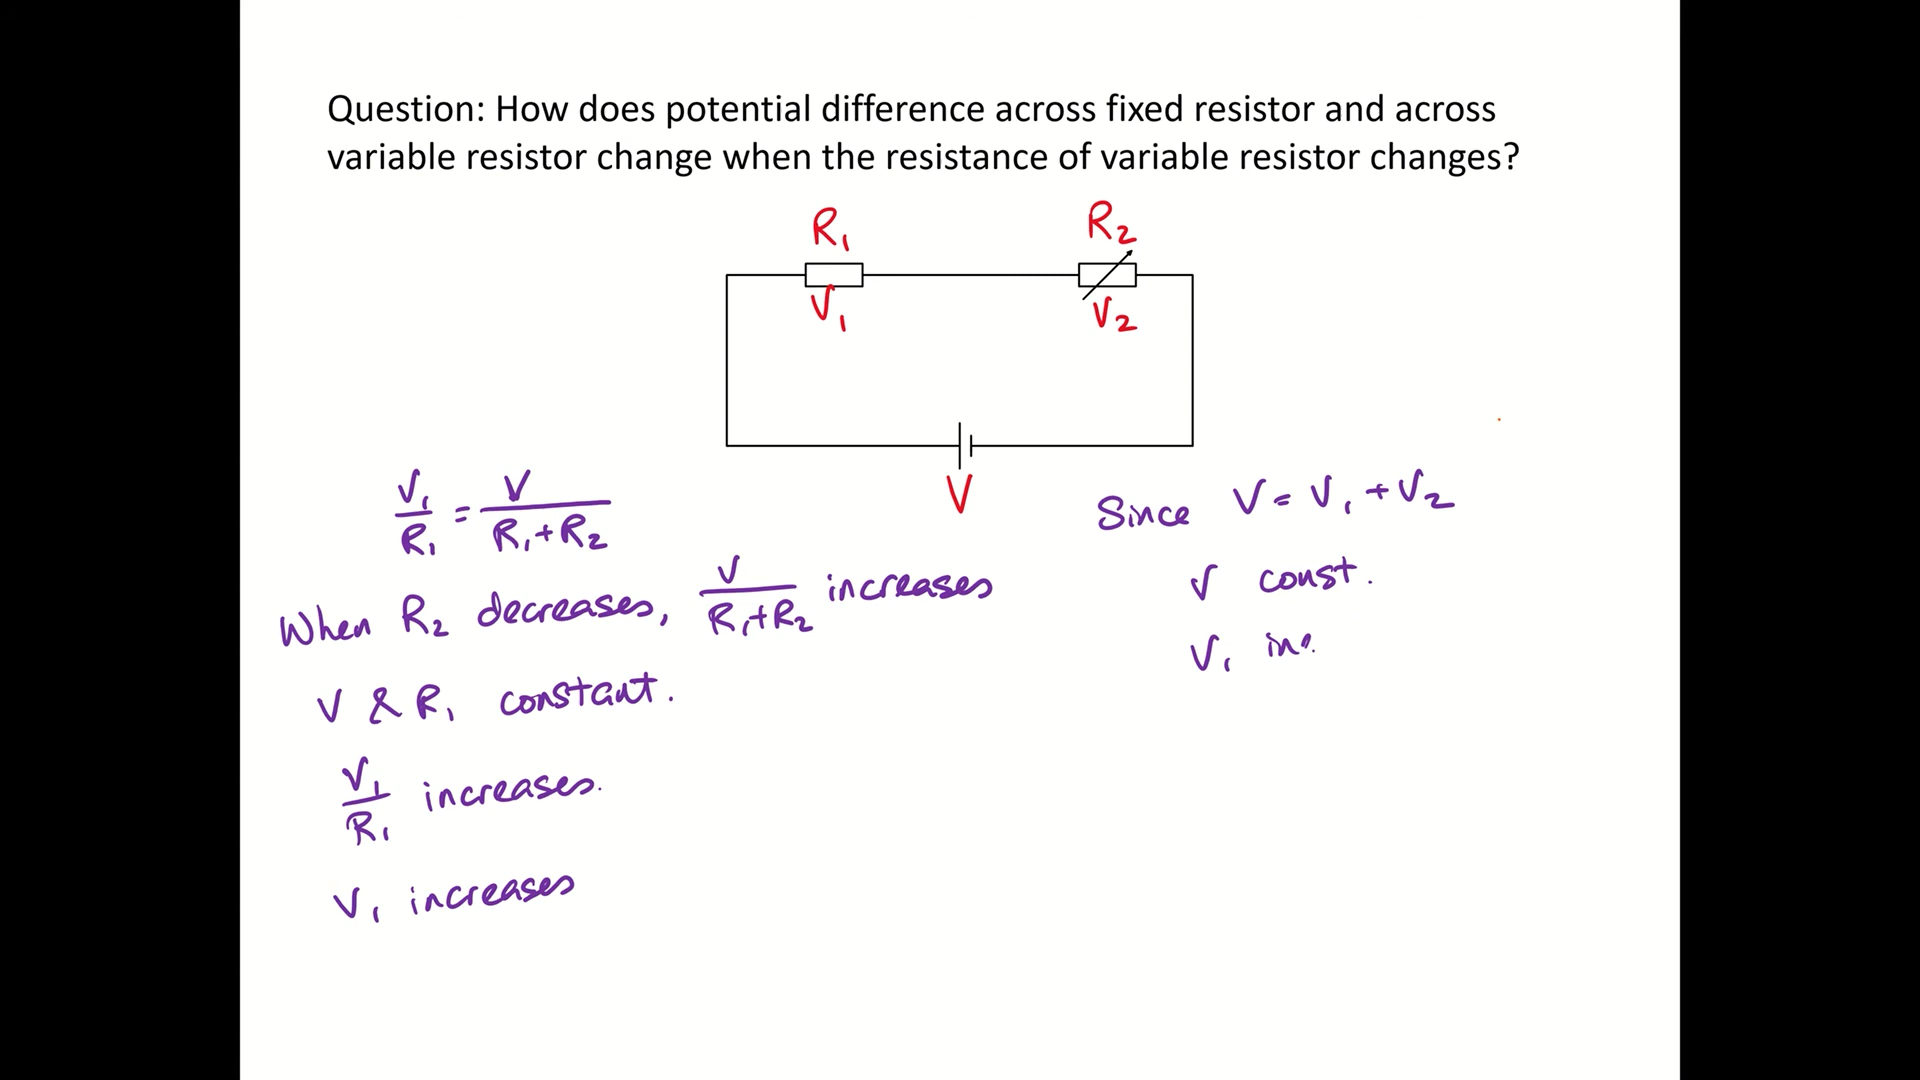 Question: How does potential difference across fixed resistor and across
variable resistor change when the resistance of variable resistor changes?
R₁
R₂
V₁
V₂
V
V₁/R₁ = V/(R₁+R₂)
When R₂ decreases, V/(R₁+R₂) increases
V & R₁ constant.
V₁/R₁ increases.
V₁ increases
Since V = V₁ + V₂
V const.
V₁ inc